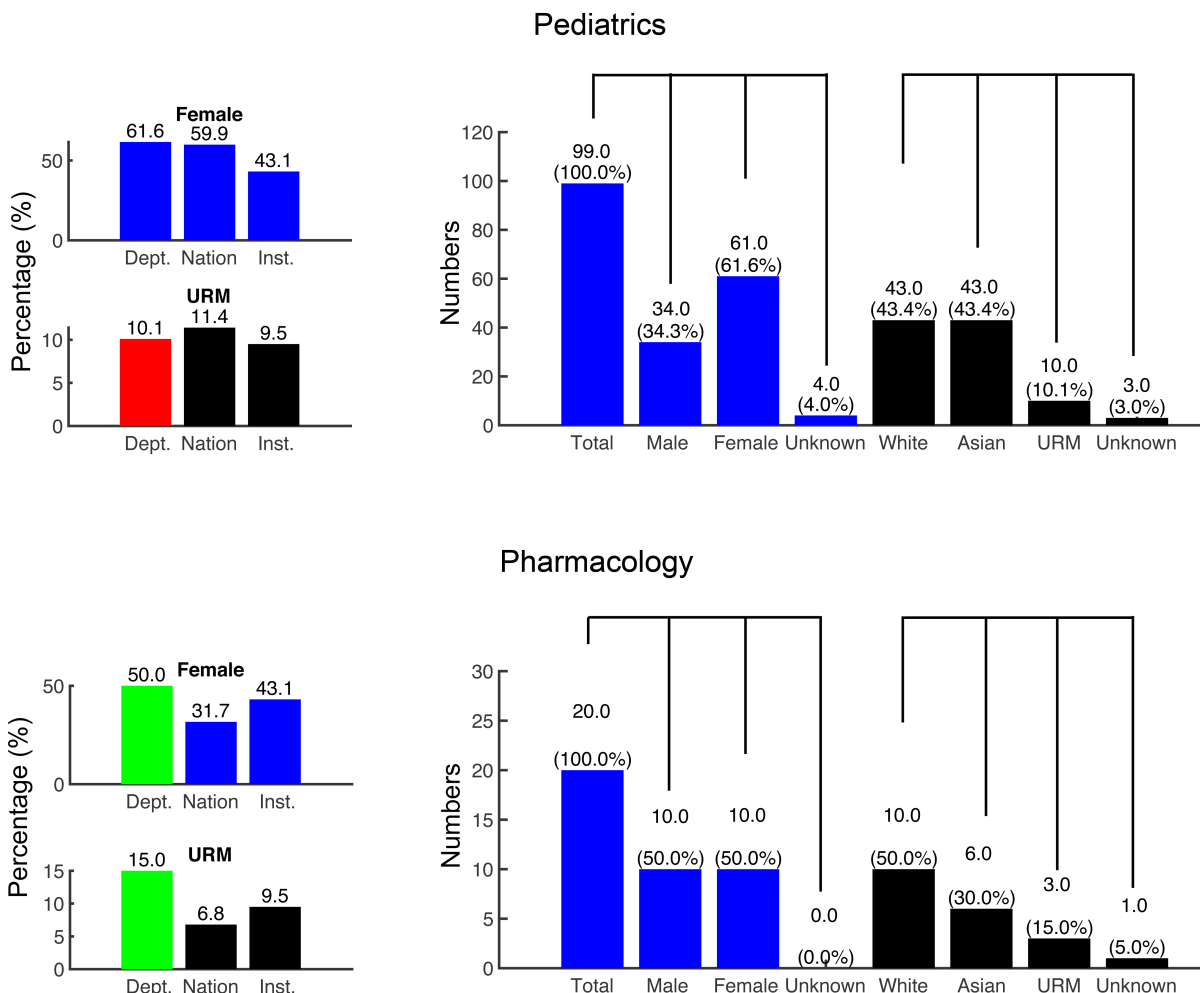 Pediatrics
Percentage (%)
Female
61.6 59.9 43.1
50
0
Dept. Nation Inst.
URM
10.1 11.4 9.5
10
5
0
Dept. Nation Inst.
Numbers
120
100
80
60
40
20
0
99.0
(100.0%)
34.0
(34.3%)
61.0
(61.6%)
4.0
(4.0%)
43.0
(43.4%)
43.0
(43.4%)
10.0
(10.1%)
3.0
(3.0%)
Total Male Female Unknown White Asian URM Unknown
Pharmacology
Percentage (%)
Female
50.0 31.7 43.1
50
0
Dept. Nation Inst.
URM
15.0 6.8 9.5
15
10
5
0
Dept. Nation Inst.
Numbers
30
25
20
15
10
5
0
20.0
(100.0%)
10.0
(50.0%)
10.0
(50.0%)
0.0
(0.0%)
10.0
(50.0%)
6.0
(30.0%)
3.0
(15.0%)
1.0
(5.0%)
Total Male Female Unknown White Asian URM Unknown